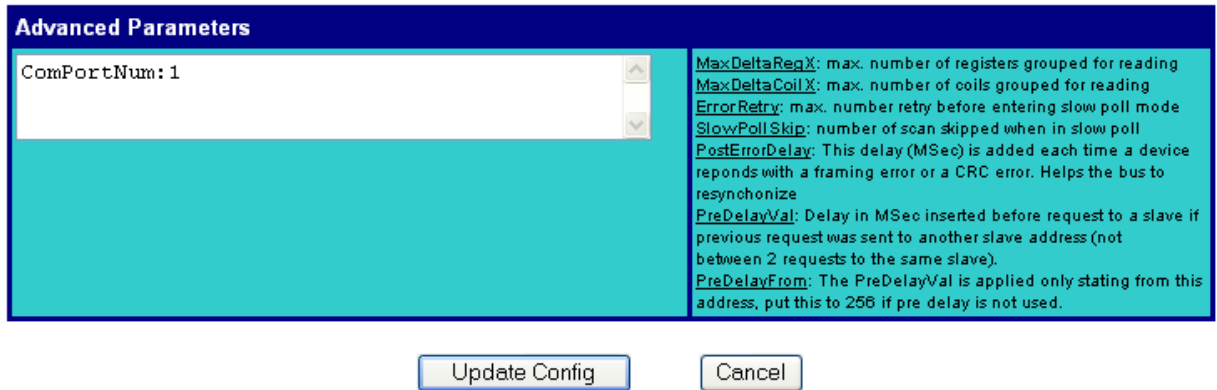 Advanced Parameters
ComPortNum:1
MaxDeltaRegX: max. number of registers grouped for reading
MaxDeltaCoilX: max. number of coils grouped for reading
ErrorRetry: max. number retry before entering slow poll mode
SlowPollSkip: number of scan skipped when in slow poll
PostErrorDelay: This delay (MSec) is added each time a device
reponds with a framing error or a CRC error. Helps the bus to
resynchonize
PreDelayVal: Delay in MSec inserted before request to a slave if
previous request was sent to another slave address (not
between 2 requests to the same slave).
PreDelayFrom: The PreDelayVal is applied only stating from this
address, put this to 256 if pre delay is not used.
Update Config
Cancel